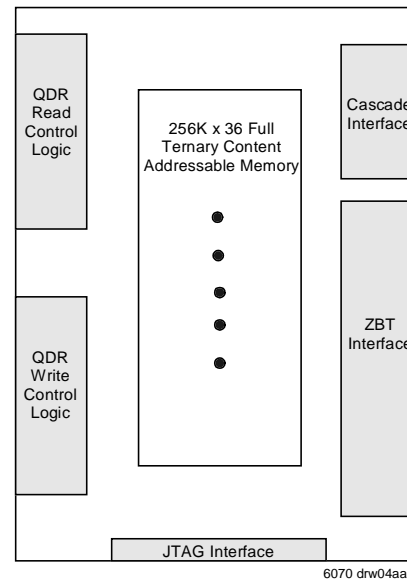 QDR
Read
Control
Logic
256K x 36 Full
Ternary Content
Addressable Memory
Cascade
Interface
QDR
Write
Control
Logic
ZBT
Interface
JTAG Interface
6070 drw04aa